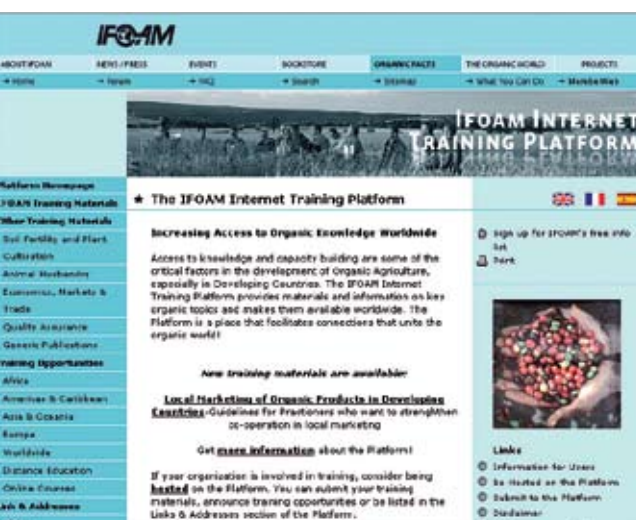 IFOAM
ABOUT IFOAM NEWS / PRESS EVENTS BOOKSTORE ORGANIC FACTS THE ORGANIC WORLD PROJECTS
Home Forum FAQ Search Sitemap What You Can Do MemberWeb
IFOAM INTERNET
TRAINING PLATFORM
Platform Homepage
IFOAM Training Materials
Other Training Materials
Soil Fertility and Plant
Cultivation
Animal Husbandry
Economics, Markets &
Trade
Quality Assurance
Generic Publications
Training Opportunities
Africa
Americas & Caribbean
Asia & Oceania
Europe
Worldwide
Distance Education
Online Courses
Link & Addresses
★ The IFOAM Internet Training Platform
Increasing Access to Organic Knowledge Worldwide
Access to knowledge and capacity building are some of the
critical factors in the development of Organic Agriculture,
especially in Developing Countries. The IFOAM Internet
Training Platform provides materials and information on key
organic topics and makes them available worldwide. The
Platform is a place that facilitates connections that unite the
organic world!
New training materials are available:
Local Marketing of Organic Products in Developing
Countries-Guidelines for Practioners who want to strenghthen
co-operation in local marketing
Get more information about the Platform!
If your organization is involved in training, consider being
hosted on the Platform. You can submit your training
materials, announce training opportunities or be listed in the
Links & Addresses section of the Platform.
Sign up for IFOAM's free info
list
Print
Links
Information for Users
Be Hosted on the Platform
Submit to the Platform
Disclaimer